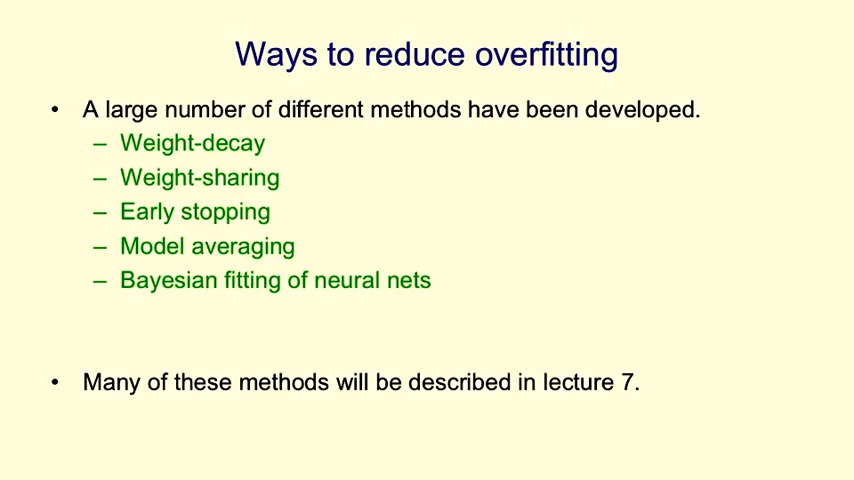 Ways to reduce overfitting
• A large number of different methods have been developed.
– Weight-decay
– Weight-sharing
– Early stopping
– Model averaging
– Bayesian fitting of neural nets
• Many of these methods will be described in lecture 7.